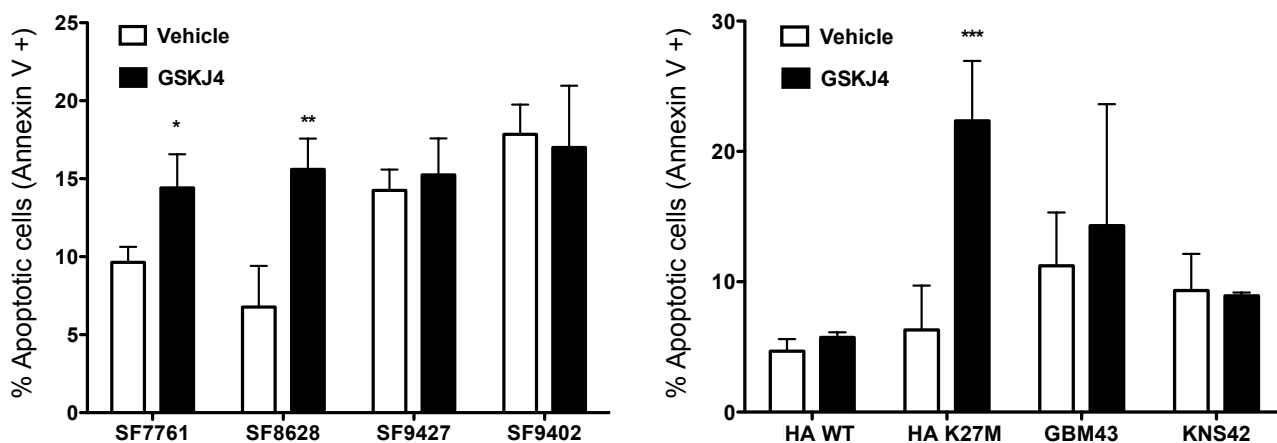 % Apoptotic cells (Annexin V +)
25
20
15
10
5
0
Vehicle
GSKJ4
*
**
SF7761 SF8628 SF9427 SF9402
% Apoptotic cells (Annexin V +)
30
20
10
0
Vehicle
GSKJ4
***
HA WT HA K27M GBM43 KNS42